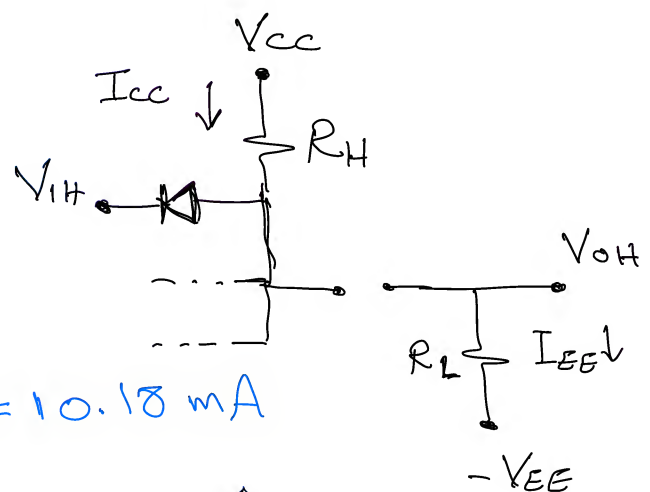 Vcc
Icc ↓
RH
VIH
VOH
RL IEE↓
= 10.18 mA
- VEE